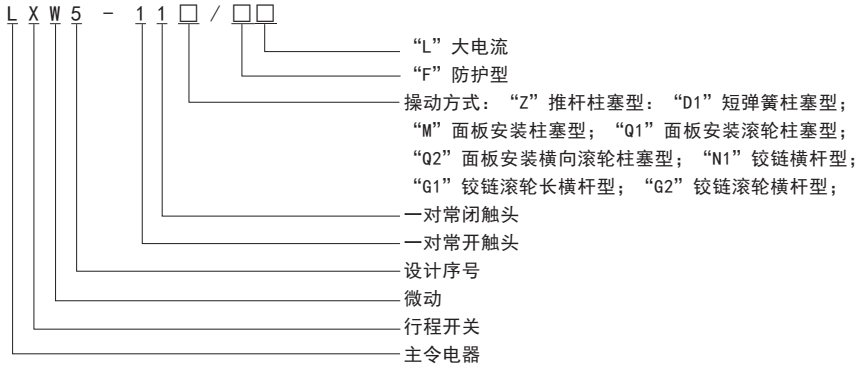 LXW5-11□/□□
“L”大电流
“F”防护型
操动方式：“Z”推杆柱塞型：“D1”短弹簧柱塞型；
“M”面板安装柱塞型；“Q1”面板安装滚轮柱塞型；
“Q2”面板安装横向滚轮柱塞型；“N1”铰链横杆型；
“G1”铰链滚轮长横杆型；“G2”铰链滚轮横杆型；
一对常闭触头
一对常开触头
设计序号
微动
行程开关
主令电器